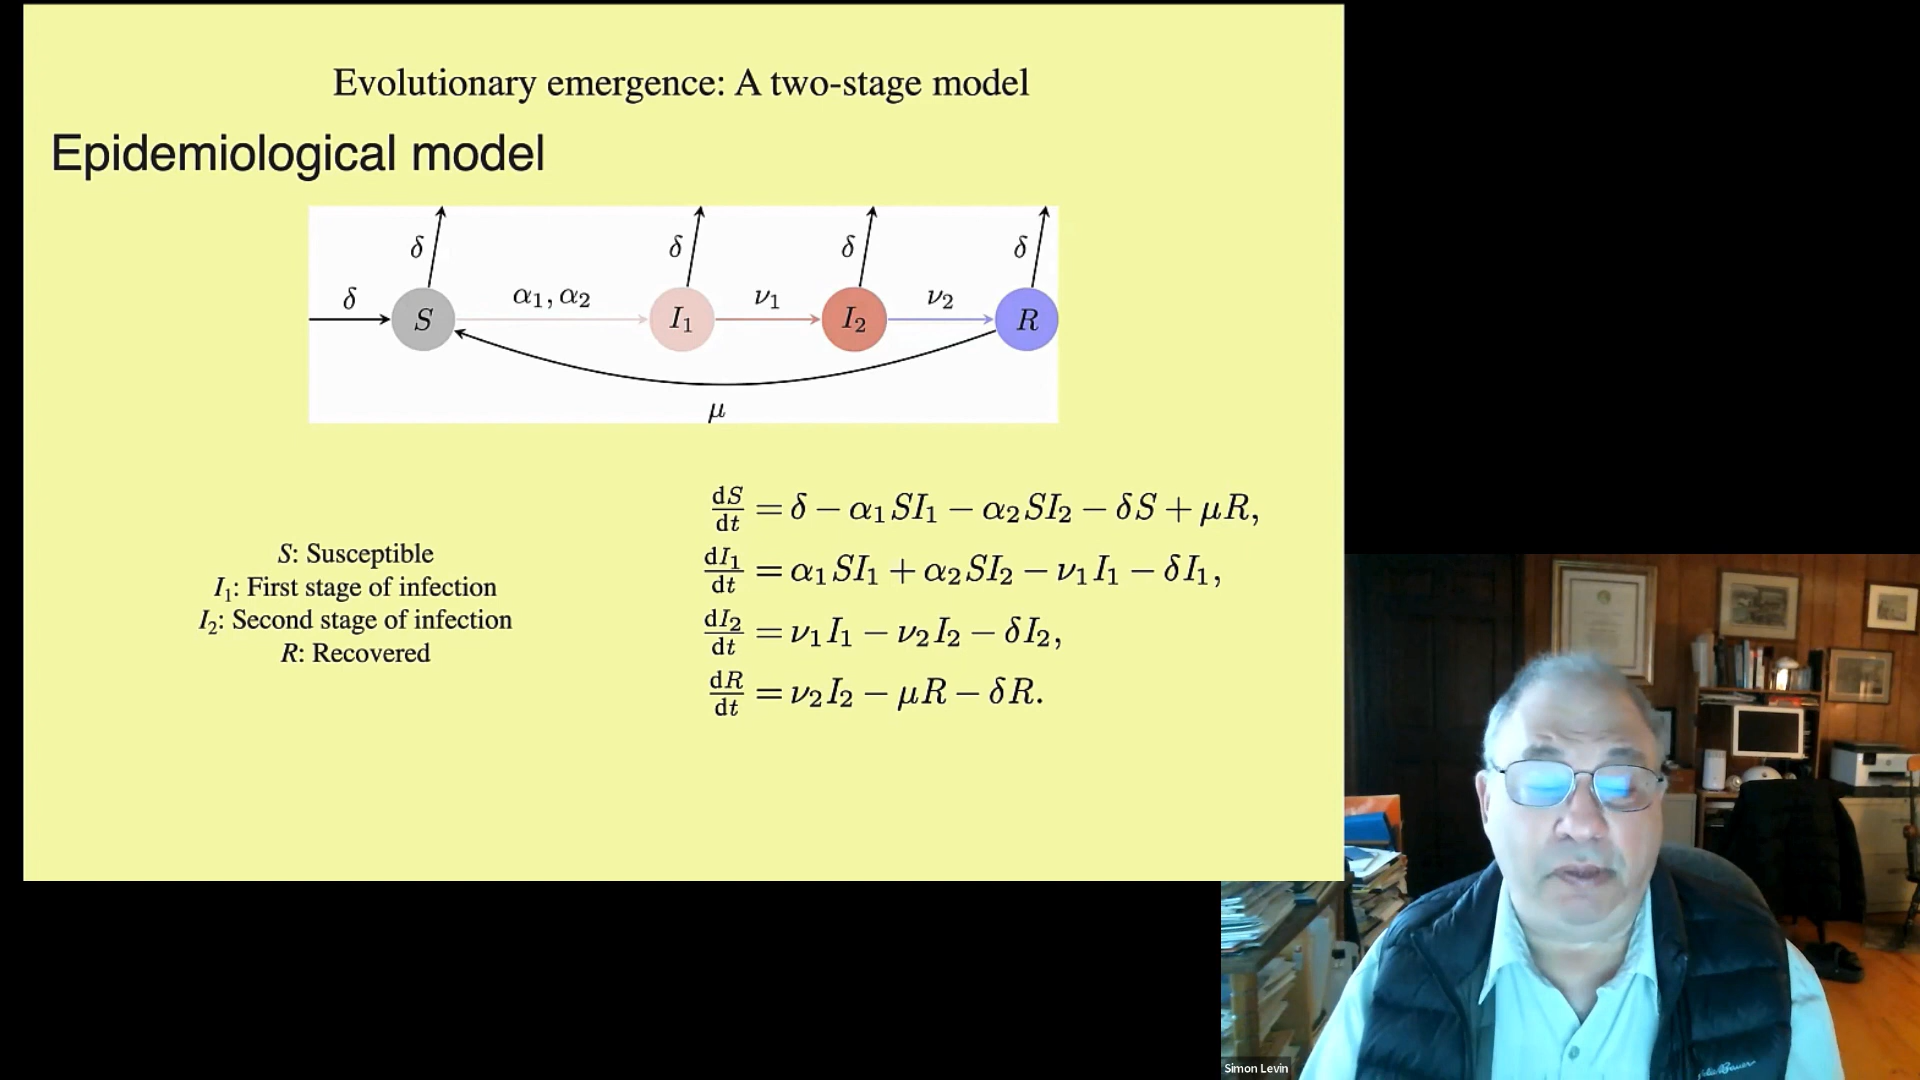 Evolutionary emergence: A two-stage model
Epidemiological model
δ δ δ δ
δ S α₁, α₂ I₁ ν₁ I₂ ν₂ R
μ
S: Susceptible
I₁: First stage of infection
I₂: Second stage of infection
R: Recovered
dS/dt = δ − α₁SI₁ − α₂SI₂ − δS + μR,
dI₁/dt = α₁SI₁ + α₂SI₂ − ν₁I₁ − δI₁,
dI₂/dt = ν₁I₁ − ν₂I₂ − δI₂,
dR/dt = ν₂I₂ − μR − δR.
Simon Levin
Eddie Bauer